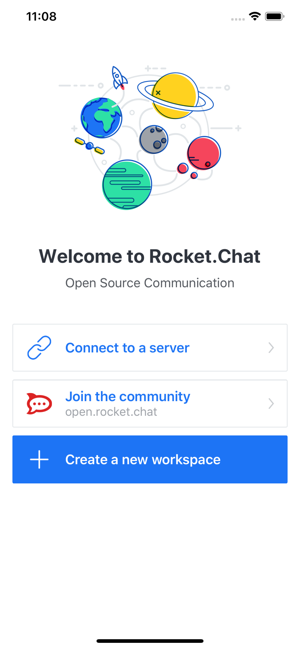 11:08
Welcome to Rocket.Chat
Open Source Communication
Connect to a server
Join the community
open.rocket.chat
Create a new workspace